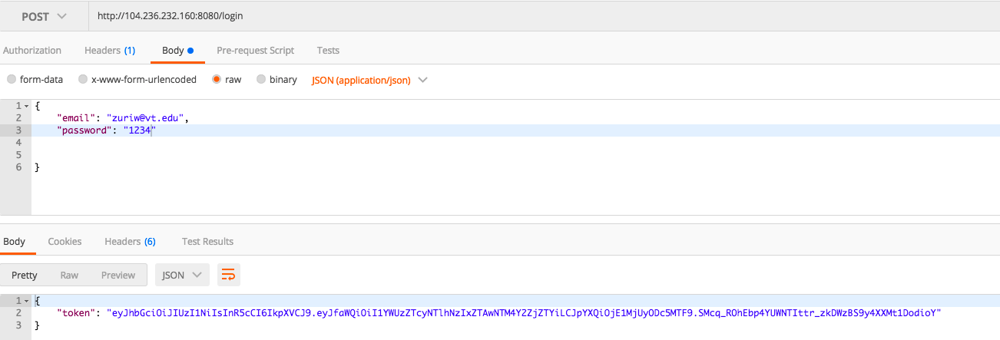 POST http://104.236.232.160:8080/login
Authorization Headers (1) Body Pre-request Script Tests
form-data x-www-form-urlencoded raw binary JSON (application/json)
1 {
2 "email": "zuriw@vt.edu",
3 "password": "1234"
4
5
6 }
Body Cookies Headers (6) Test Results
Pretty Raw Preview JSON
1 {
2 "token": "eyJhbGciOiJIUzI1NiIsInR5cCI6IkpXVCJ9.eyJfaWQiOiI1YWUzZTcyNTlhNzIxZTAwNTM4Y2ZjZTYiLCJpYXQiOjE1MjUyODc5MTF9.SMcq_ROhEbp4YUWNTIttr_zkDWzBS9y4XXMt1DodioY"
3 }